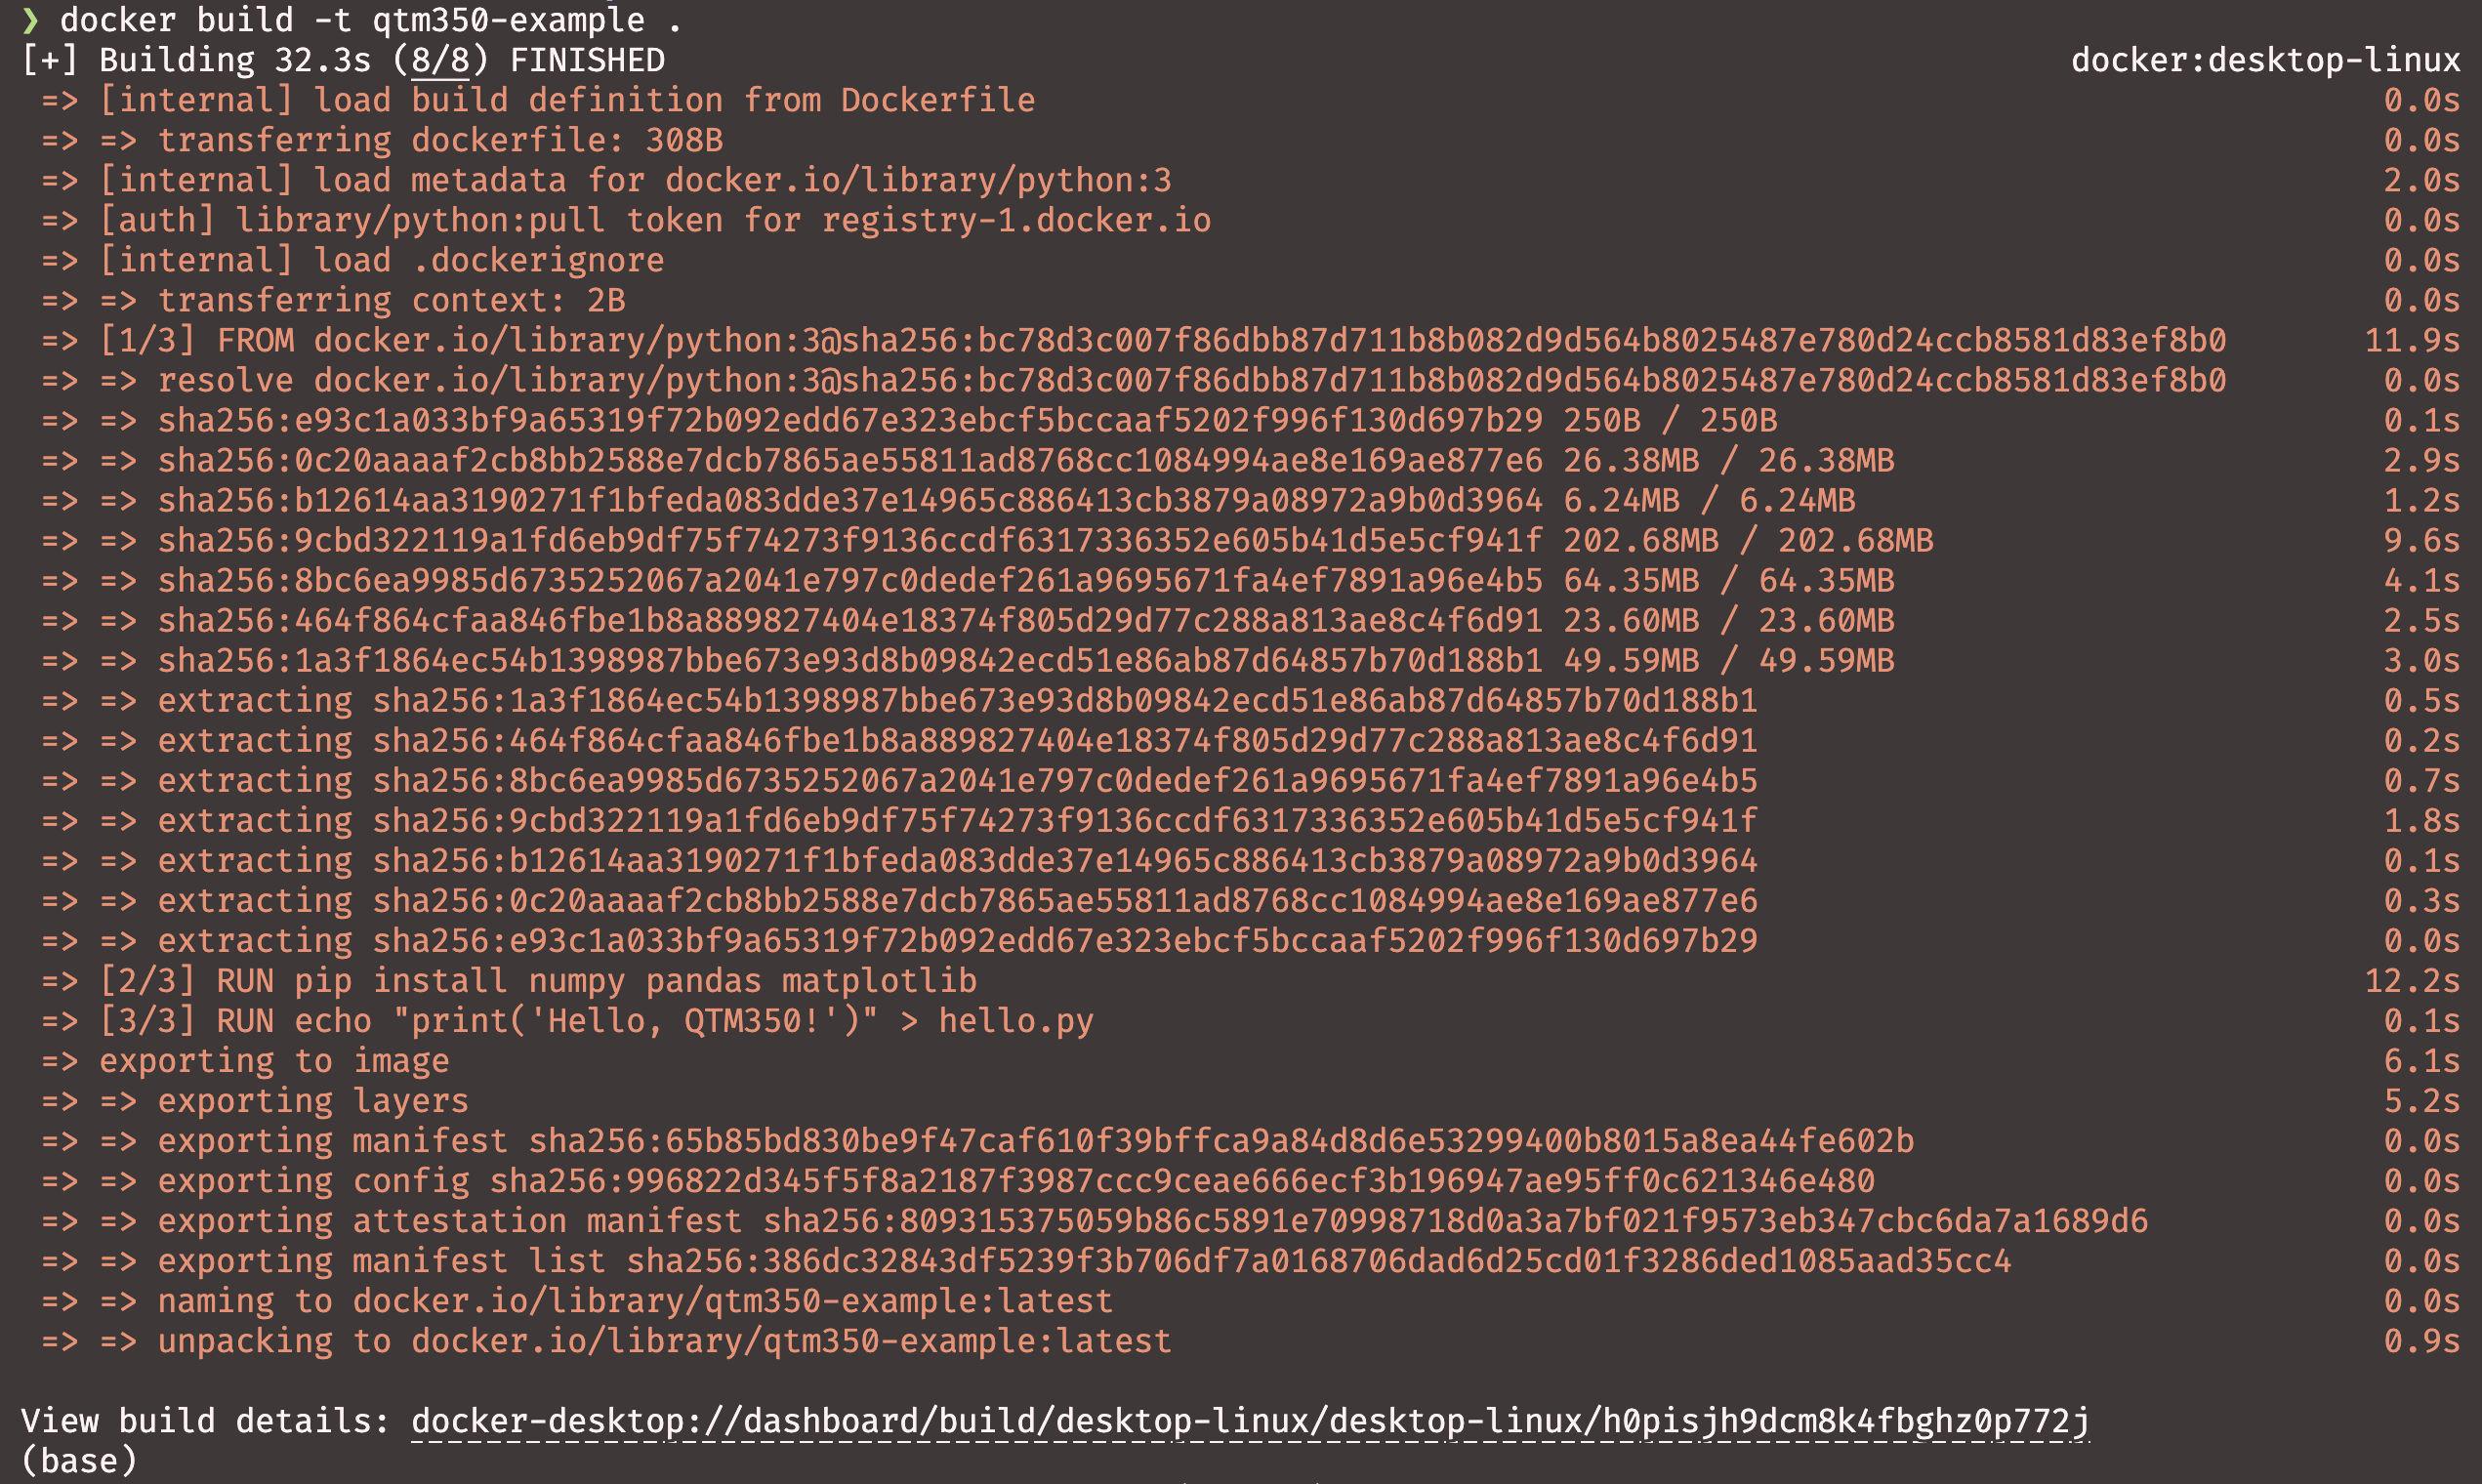 ❯ docker build -t qtm350-example .
[+] Building 32.3s (8/8) FINISHED docker:desktop-linux
=> [internal] load build definition from Dockerfile 0.0s
=> => transferring dockerfile: 308B 0.0s
=> [internal] load metadata for docker.io/library/python:3 2.0s
=> [auth] library/python:pull token for registry-1.docker.io 0.0s
=> [internal] load .dockerignore 0.0s
=> => transferring context: 2B 0.0s
=> [1/3] FROM docker.io/library/python:3@sha256:bc78d3c007f86dbb87d711b8b082d9d564b8025487e780d24ccb8581d83ef8b0 11.9s
=> => resolve docker.io/library/python:3@sha256:bc78d3c007f86dbb87d711b8b082d9d564b8025487e780d24ccb8581d83ef8b0 0.0s
=> => sha256:e93c1a033bf9a65319f72b092edd67e323ebcf5bccaaf5202f996f130d697b29 250B / 250B 0.1s
=> => sha256:0c20aaaaf2cb8bb2588e7dcb7865ae55811ad8768cc1084994ae8e169ae877e6 26.38MB / 26.38MB 2.9s
=> => sha256:b12614aa3190271f1bfeda083dde37e14965c886413cb3879a08972a9b0d3964 6.24MB / 6.24MB 1.2s
=> => sha256:9cbd322119a1fd6eb9df75f74273f9136ccdf6317336352e605b41d5e5cf941f 202.68MB / 202.68MB 9.6s
=> => sha256:8bc6ea9985d6735252067a2041e797c0dedef261a9695671fa4ef7891a96e4b5 64.35MB / 64.35MB 4.1s
=> => sha256:464f864cfaa846fbe1b8a889827404e18374f805d29d77c288a813ae8c4f6d91 23.60MB / 23.60MB 2.5s
=> => sha256:1a3f1864ec54b1398987bbe673e93d8b09842ecd51e86ab87d64857b70d188b1 49.59MB / 49.59MB 3.0s
=> => extracting sha256:1a3f1864ec54b1398987bbe673e93d8b09842ecd51e86ab87d64857b70d188b1 0.5s
=> => extracting sha256:464f864cfaa846fbe1b8a889827404e18374f805d29d77c288a813ae8c4f6d91 0.2s
=> => extracting sha256:8bc6ea9985d6735252067a2041e797c0dedef261a9695671fa4ef7891a96e4b5 0.7s
=> => extracting sha256:9cbd322119a1fd6eb9df75f74273f9136ccdf6317336352e605b41d5e5cf941f 1.8s
=> => extracting sha256:b12614aa3190271f1bfeda083dde37e14965c886413cb3879a08972a9b0d3964 0.1s
=> => extracting sha256:0c20aaaaf2cb8bb2588e7dcb7865ae55811ad8768cc1084994ae8e169ae877e6 0.3s
=> => extracting sha256:e93c1a033bf9a65319f72b092edd67e323ebcf5bccaaf5202f996f130d697b29 0.0s
=> [2/3] RUN pip install numpy pandas matplotlib 12.2s
=> [3/3] RUN echo "print('Hello, QTM350!')" > hello.py 0.1s
=> exporting to image 6.1s
=> => exporting layers 5.2s
=> => exporting manifest sha256:65b85bd830be9f47caf610f39bffca9a84d8d6e53299400b8015a8ea44fe602b 0.0s
=> => exporting config sha256:996822d345f5f8a2187f3987ccc9ceae666ecf3b196947ae95ff0c621346e480 0.0s
=> => exporting attestation manifest sha256:809315375059b86c5891e70998718d0a3a7bf021f9573eb347cbc6da7a1689d6 0.0s
=> => exporting manifest list sha256:386dc32843df5239f3b706df7a0168706dad6d25cd01f3286ded1085aad35cc4 0.0s
=> => naming to docker.io/library/qtm350-example:latest 0.0s
=> => unpacking to docker.io/library/qtm350-example:latest 0.9s
View build details: docker-desktop://dashboard/build/desktop-linux/desktop-linux/h0pisjh9dcm8k4fbghz0p772j
(base)